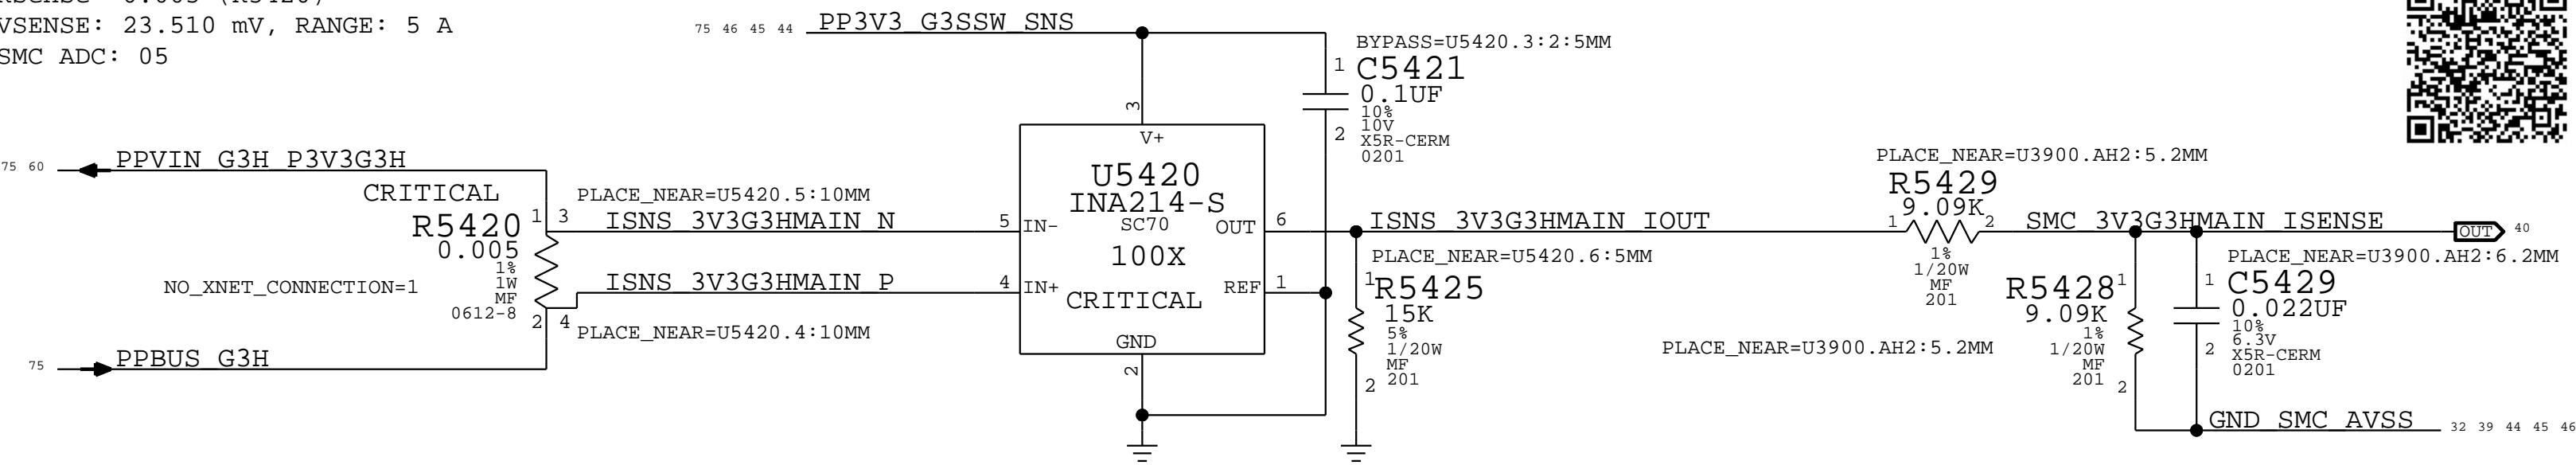 VSENSE: 23.510 mV, RANGE: 5 A
SMC ADC: 05
75 46 45 44 PP3V3_G3SSW_SNS
BYPASS=U5420.3:2:5MM
1 C5421
0.1UF
10%
10V
2 X5R-CERM
0201
3
V+
U5420
INA214-S
SC70
100X
CRITICAL
5 IN-
4 IN+
OUT 6
REF 1
GND
2
75 60 PPVIN_G3H_P3V3G3H
CRITICAL
R5420
0.005
1%
1W
MF
0612-8
1 3
2 4
NO_XNET_CONNECTION=1
PLACE_NEAR=U5420.5:10MM
ISNS_3V3G3HMAIN_N
ISNS_3V3G3HMAIN_P
PLACE_NEAR=U5420.4:10MM
75 PPBUS_G3H
ISNS_3V3G3HMAIN_IOUT
PLACE_NEAR=U5420.6:5MM
1 R5425
15K
5%
1/20W
MF
2 201
PLACE_NEAR=U3900.AH2:5.2MM
R5429
1 9.09K 2
1%
1/20W
MF
201
SMC_3V3G3HMAIN_ISENSE
OUT 40
PLACE_NEAR=U3900.AH2:6.2MM
R5428 1
9.09K
1%
1/20W
MF
201 2
PLACE_NEAR=U3900.AH2:5.2MM
1 C5429
0.022UF
10%
6.3V
2 X5R-CERM
0201
GND_SMC_AVSS 32 39 44 45 46